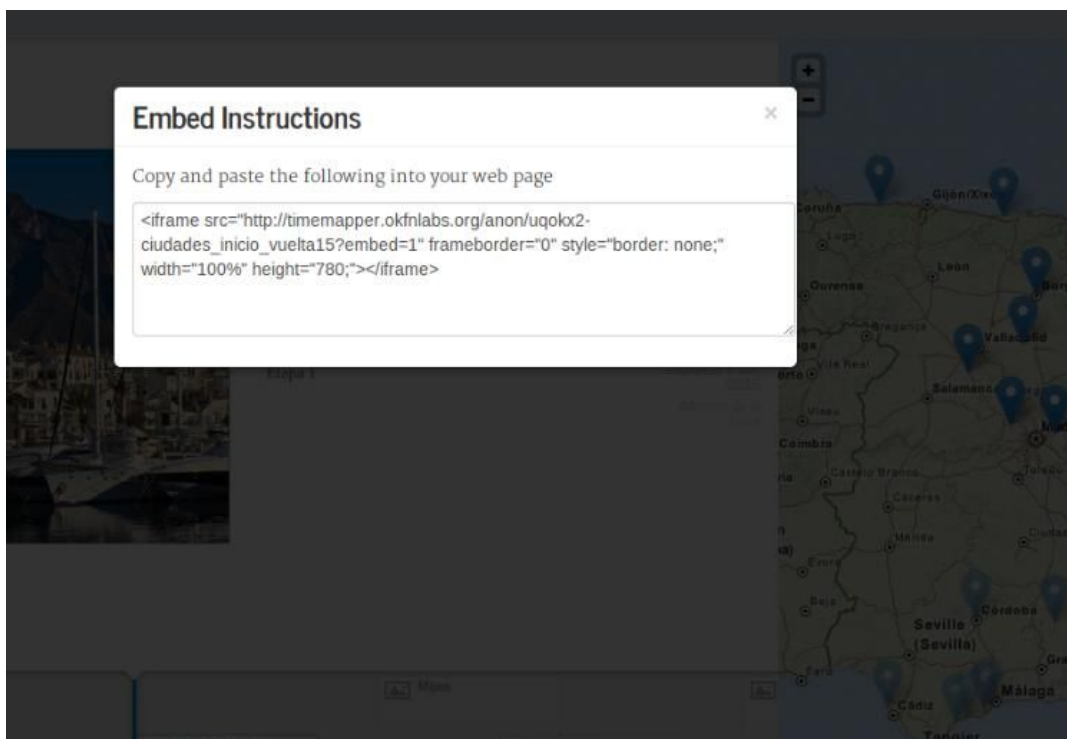 Embed Instructions
×
Copy and paste the following into your web page
<iframe src="http://timemapper.okfnlabs.org/anon/uqokx2-
ciudades_inicio_vuelta15?embed=1" frameborder="0" style="border: none;"
width="100%" height="780;"></iframe>
Etapa 1
Mijas
+
−
Coruña
Gijón/Xixón
Lugo
León
Ourense
Bragança
Valladolid
Vila Real
Salamanca
Viseu
Coimbra
Castelo Branco
Toledo
Cáceres
Mérida
Évora
Beja
Córdoba
Seville
(Sevilla)
Faro
Málaga
Cádiz
Tangier